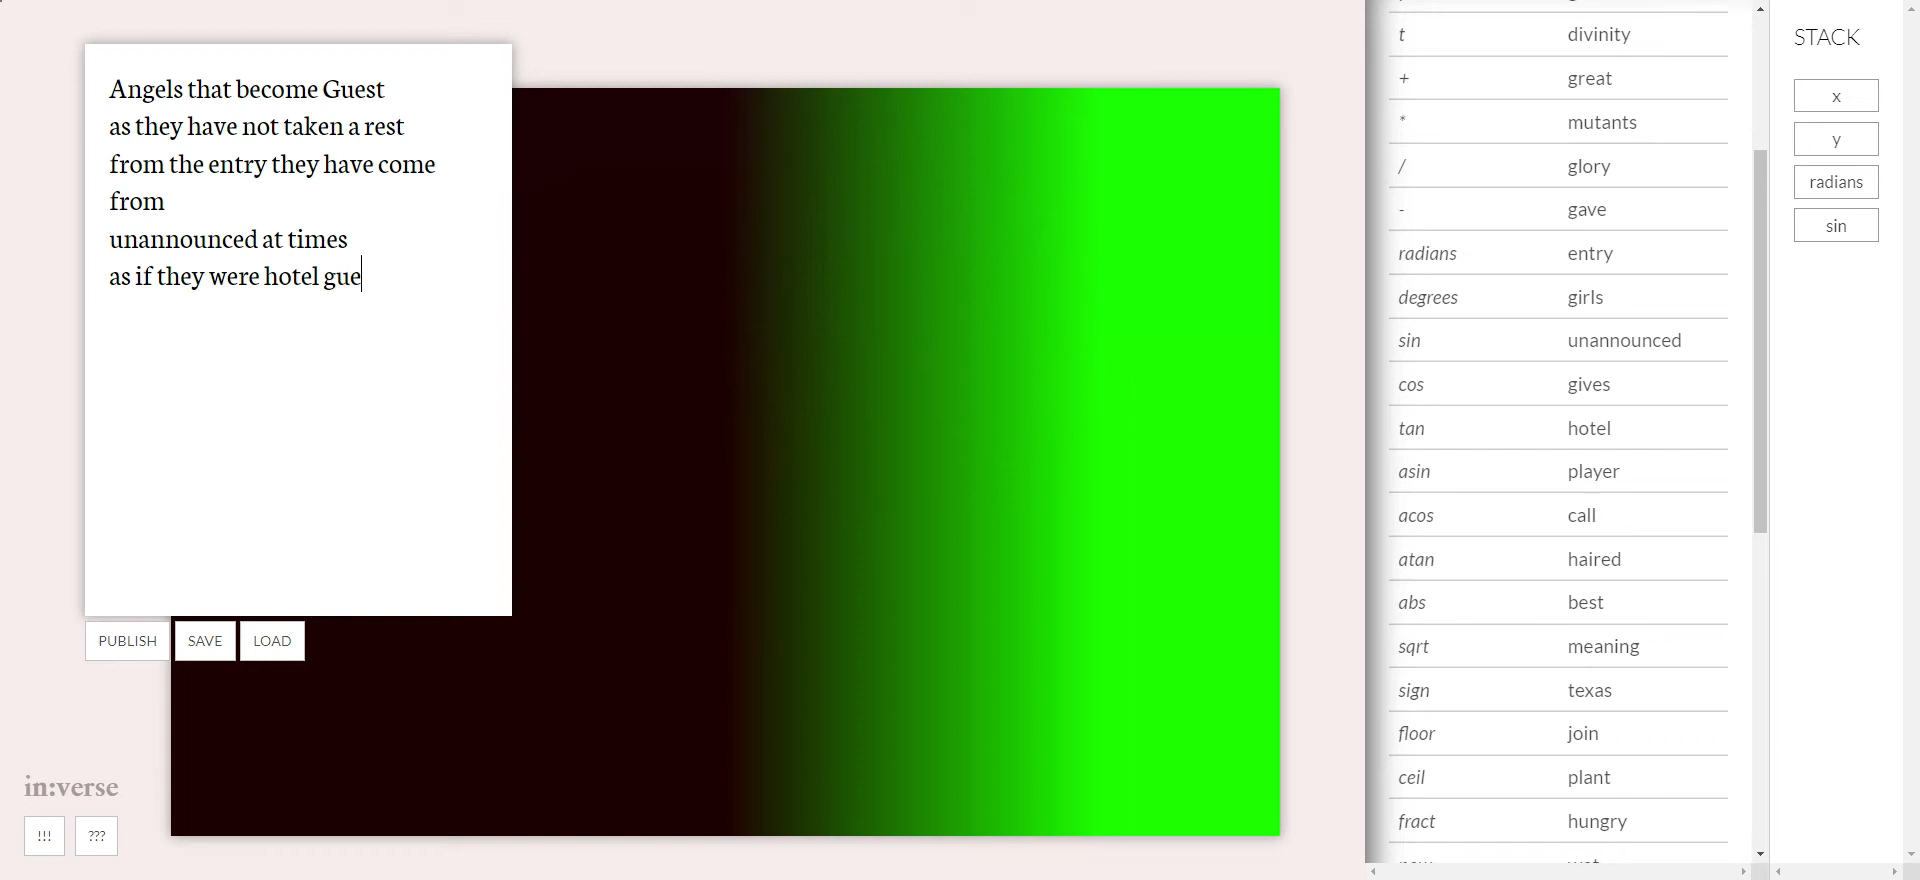 Angels that become Guest
as they have not taken a rest
from the entry they have come
from
unannounced at times
as if they were hotel gue
PUBLISH SAVE LOAD
in:verse
!!! ???
t divinity
+ great
* mutants
/ glory
- gave
radians entry
degrees girls
sin unannounced
cos gives
tan hotel
asin player
acos call
atan haired
abs best
sqrt meaning
sign texas
floor join
ceil plant
fract hungry
STACK
x
y
radians
sin